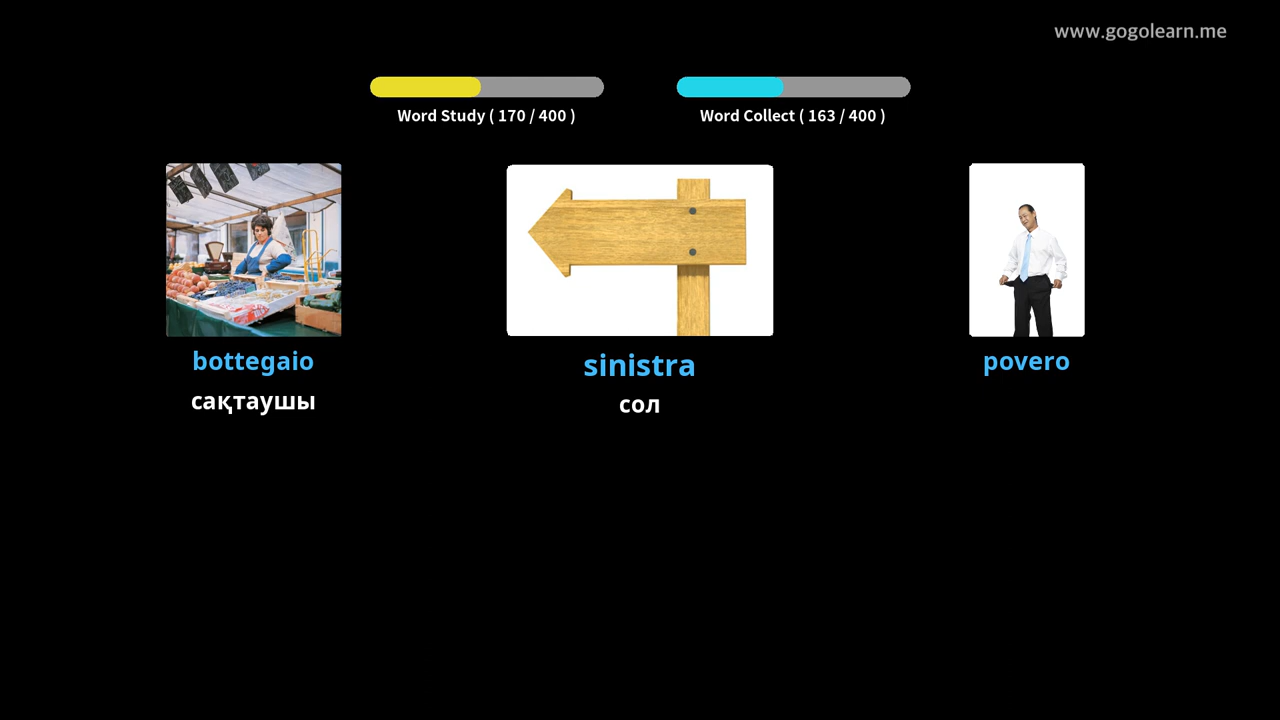 www.gogolearn.me
Word Study ( 170 / 400 )
Word Collect ( 163 / 400 )
bottegaio
сақтаушы
sinistra
сол
povero